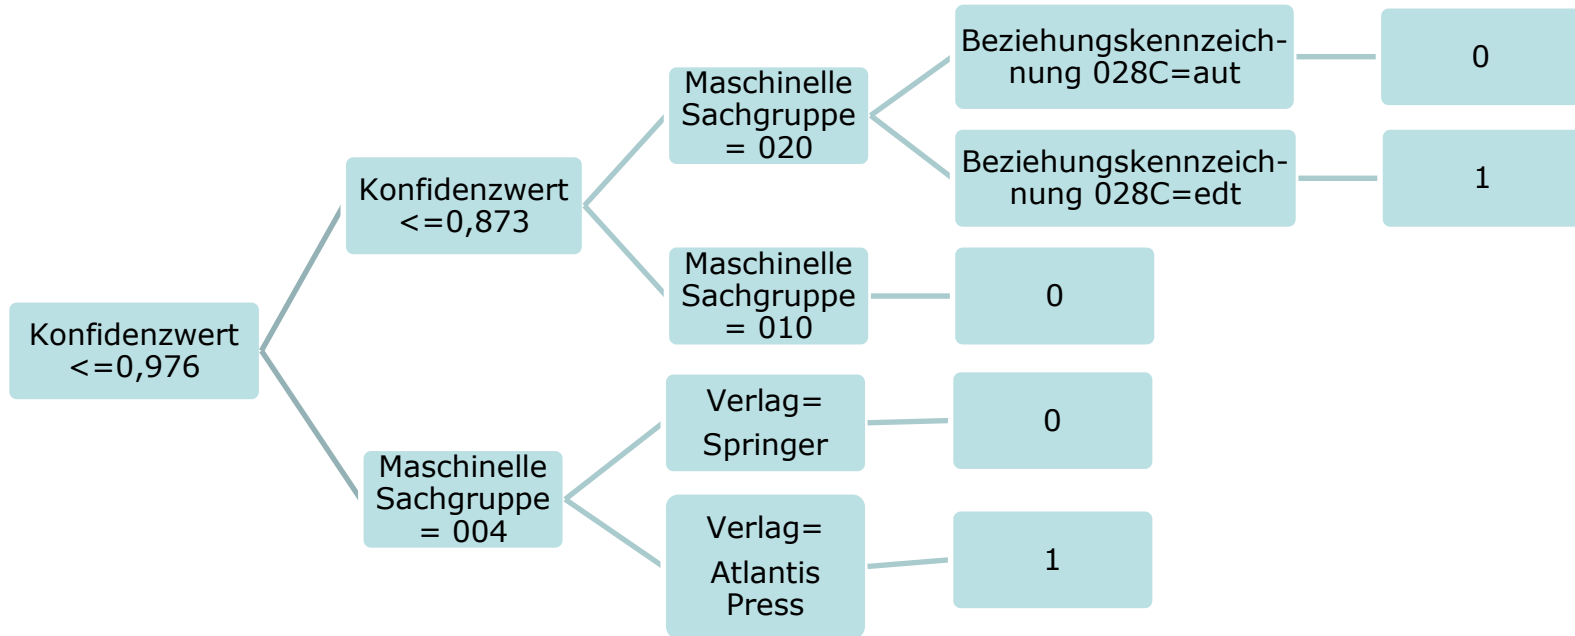 Konfidenzwert
<=0,976
Konfidenzwert
<=0,873
Maschinelle
Sachgruppe
= 020
Beziehungskennzeich-
nung 028C=aut
0
Beziehungskennzeich-
nung 028C=edt
1
Maschinelle
Sachgruppe
= 010
0
Maschinelle
Sachgruppe
= 004
Verlag=
Springer
0
Verlag=
Atlantis
Press
1